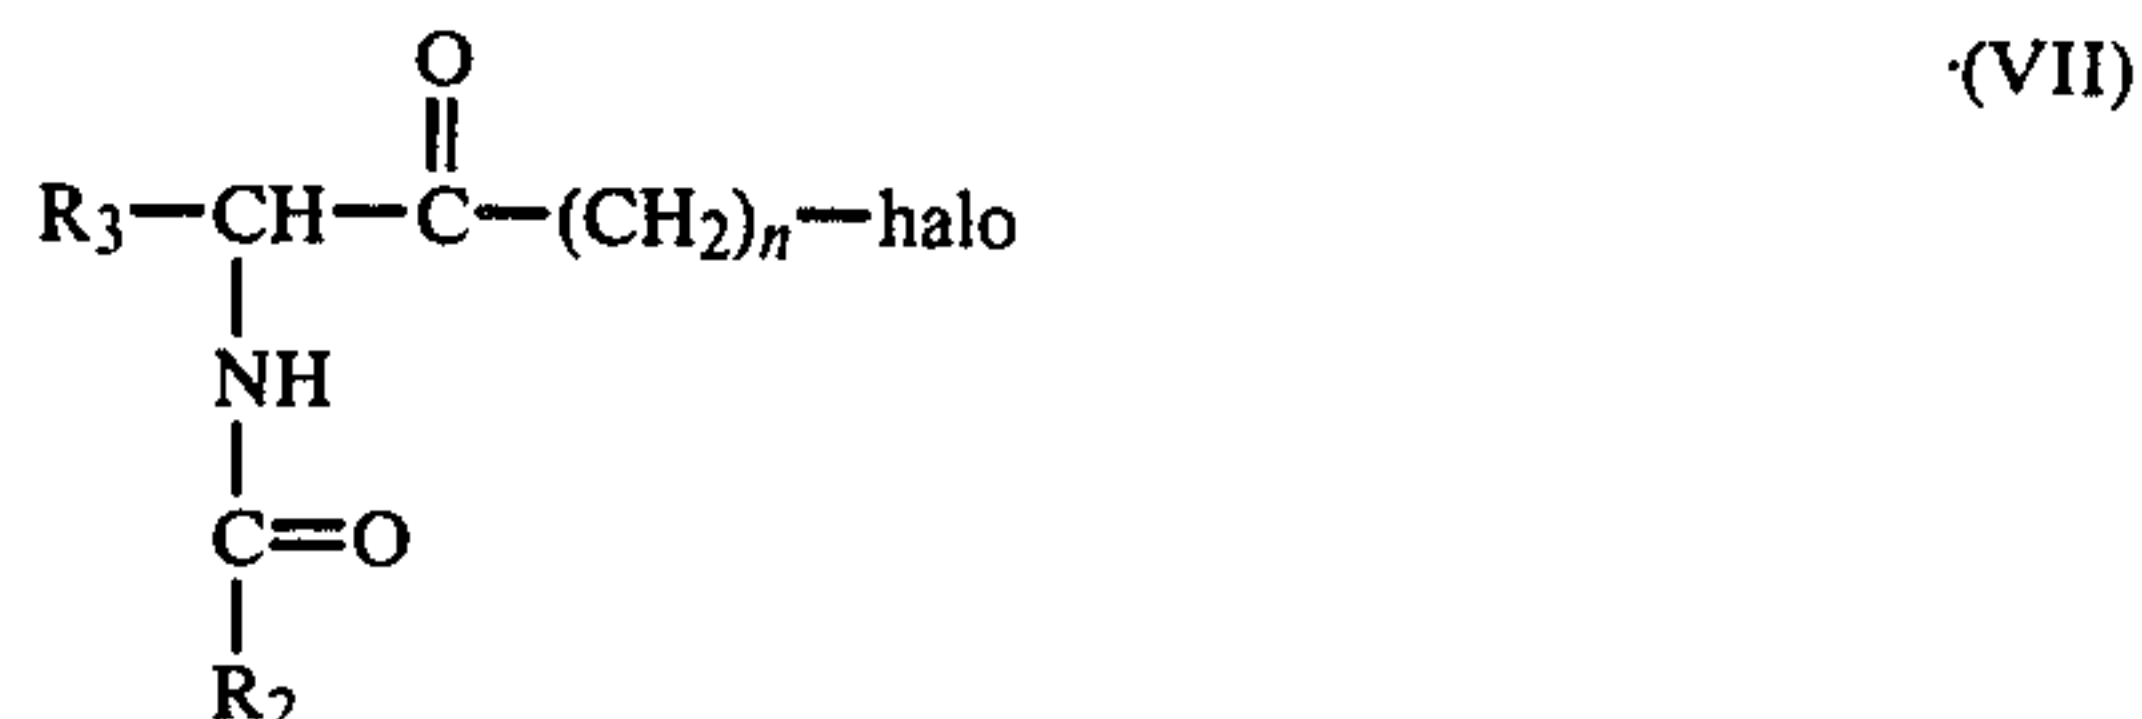 O
·(VII)
R3—CH—C—(CH2)n—halo
NH
C=O
R2